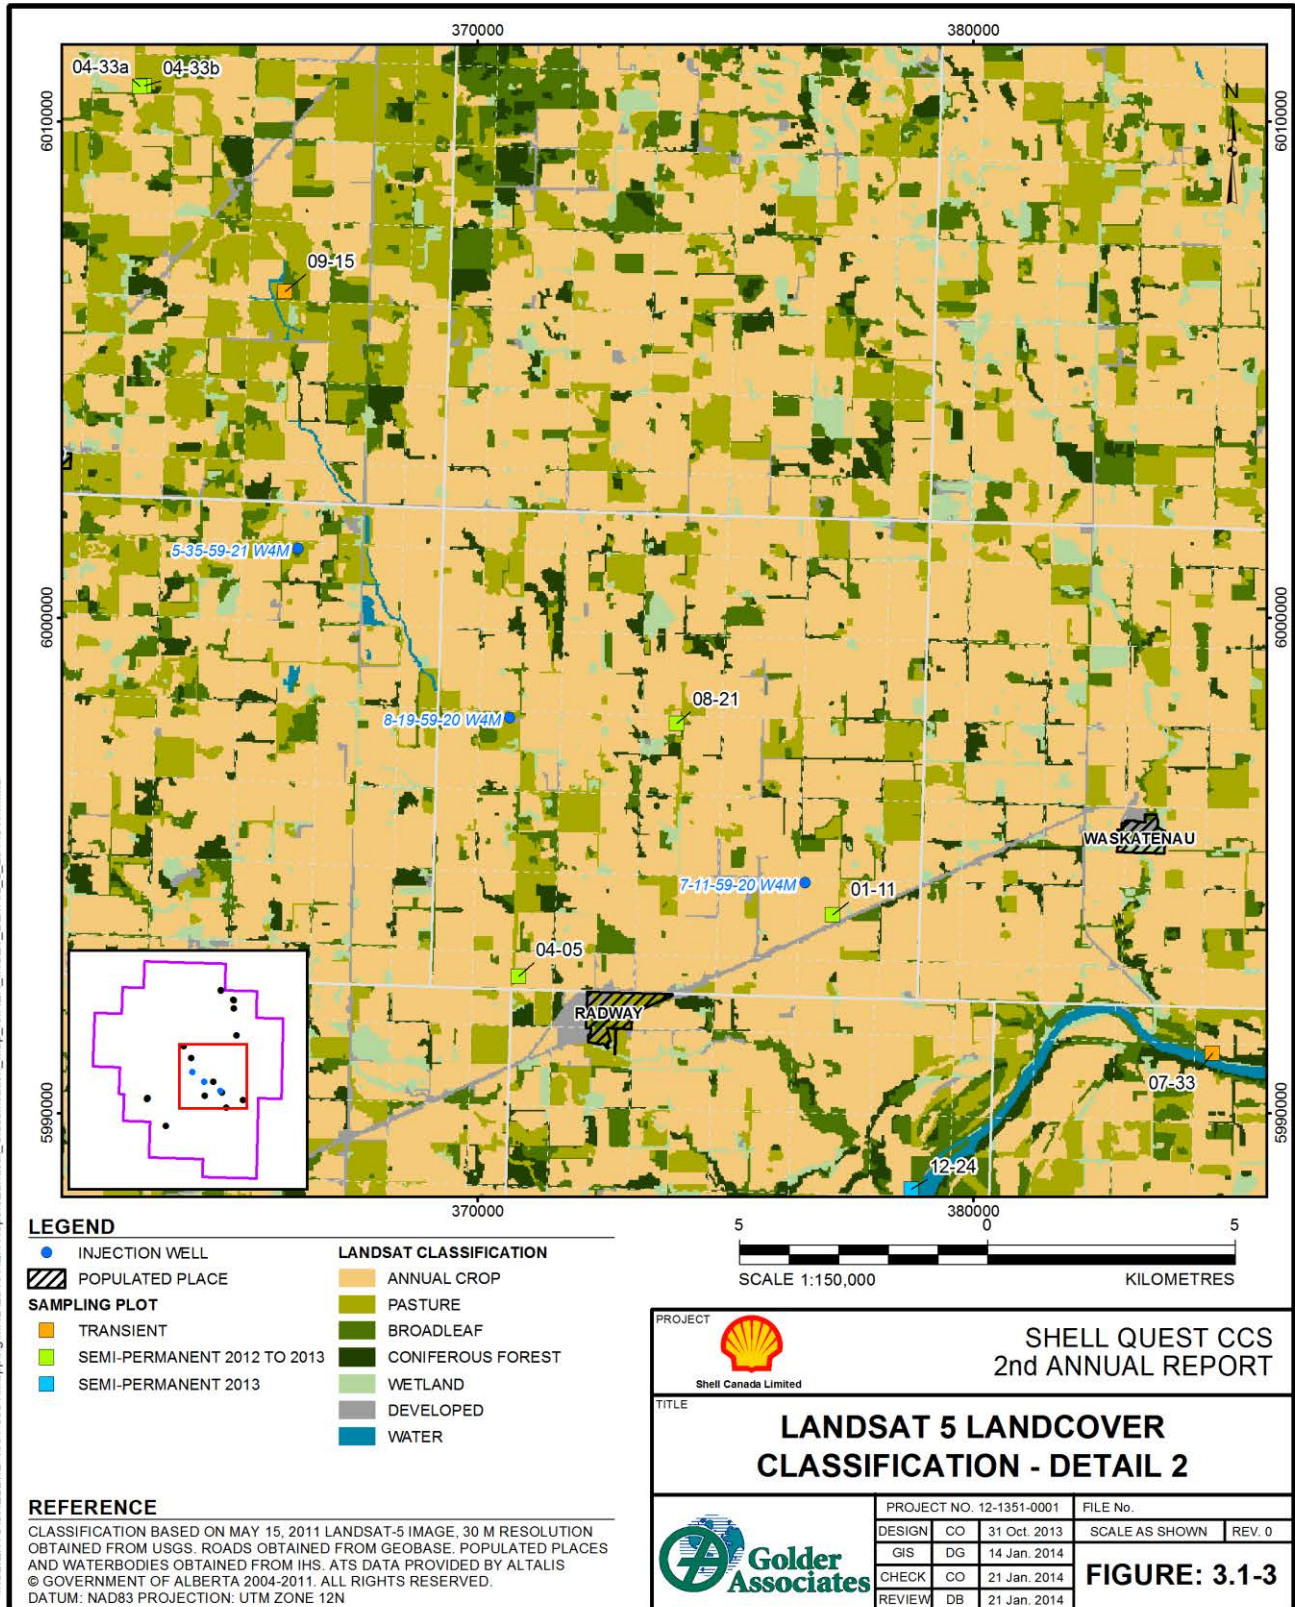 370000
380000
04-33a
04-33b
N
6010000
6010000
09-15
5-35-59-21 W4M
6000000
6000000
08-21
8-19-59-20 W4M
WASKATENAU
7-11-59-20 W4M
01-11
04-05
RADWAY
07-33
5990000
5990000
12-24
370000
380000
LEGEND
INJECTION WELL
POPULATED PLACE
SAMPLING PLOT
TRANSIENT
SEMI-PERMANENT 2012 TO 2013
SEMI-PERMANENT 2013
LANDSAT CLASSIFICATION
ANNUAL CROP
PASTURE
BROADLEAF
CONIFEROUS FOREST
WETLAND
DEVELOPED
WATER
5 0 5
SCALE 1:150,000 KILOMETRES
PROJECT
Shell Canada Limited
SHELL QUEST CCS
2nd ANNUAL REPORT
TITLE
LANDSAT 5 LANDCOVER
CLASSIFICATION - DETAIL 2
REFERENCE
CLASSIFICATION BASED ON MAY 15, 2011 LANDSAT-5 IMAGE, 30 M RESOLUTION
OBTAINED FROM USGS. ROADS OBTAINED FROM GEOBASE. POPULATED PLACES
AND WATERBODIES OBTAINED FROM IHS. ATS DATA PROVIDED BY ALTALIS
© GOVERNMENT OF ALBERTA 2004-2011. ALL RIGHTS RESERVED.
DATUM: NAD83 PROJECTION: UTM ZONE 12N
Golder
Associates
PROJECT NO. 12-1351-0001 FILE No.
DESIGN CO 31 Oct. 2013 SCALE AS SHOWN REV. 0
GIS DG 14 Jan. 2014
CHECK CO 21 Jan. 2014
REVIEW DB 21 Jan. 2014
FIGURE: 3.1-3